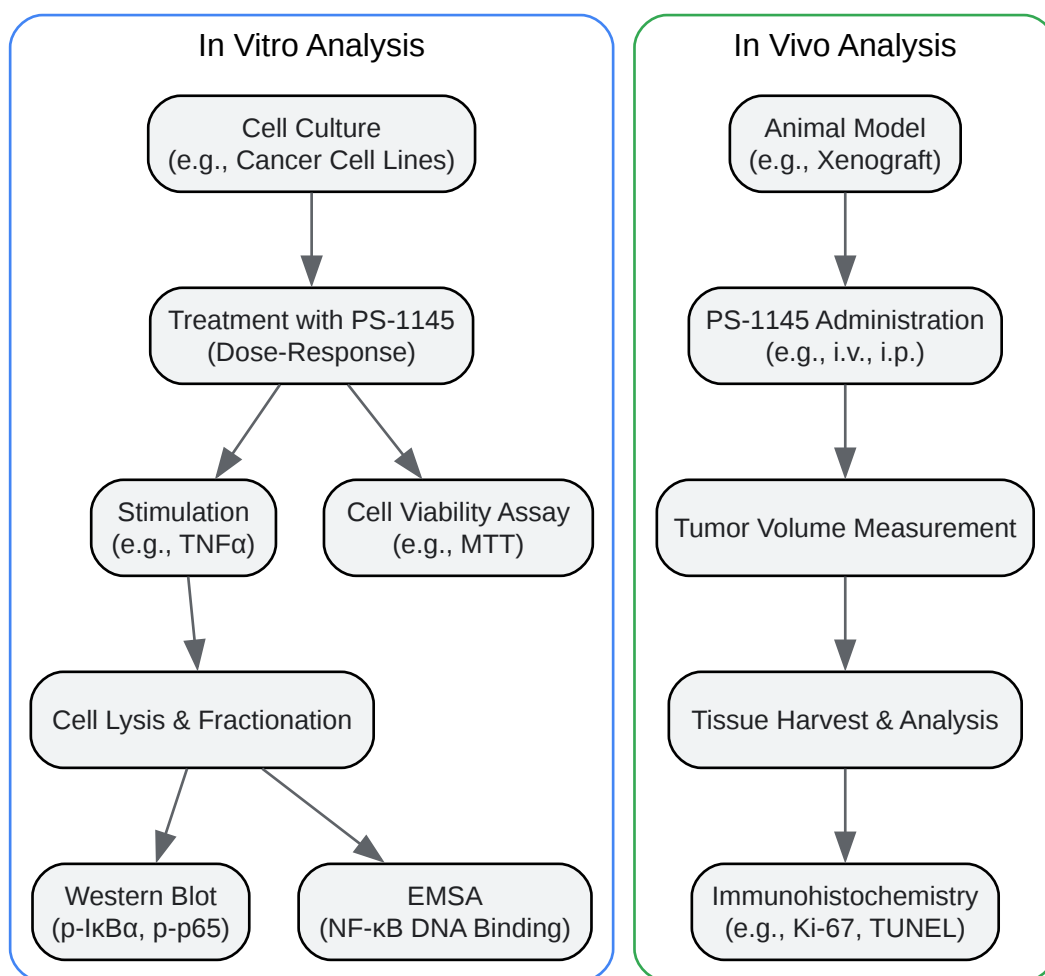 In Vitro Analysis
Cell Culture
(e.g., Cancer Cell Lines)
Treatment with PS-1145
(Dose-Response)
Stimulation
(e.g., TNFα)
Cell Viability Assay
(e.g., MTT)
Cell Lysis & Fractionation
Western Blot
(p-IκBα, p-p65)
EMSA
(NF-κB DNA Binding)
In Vivo Analysis
Animal Model
(e.g., Xenograft)
PS-1145 Administration
(e.g., i.v., i.p.)
Tumor Volume Measurement
Tissue Harvest & Analysis
Immunohistochemistry
(e.g., Ki-67, TUNEL)